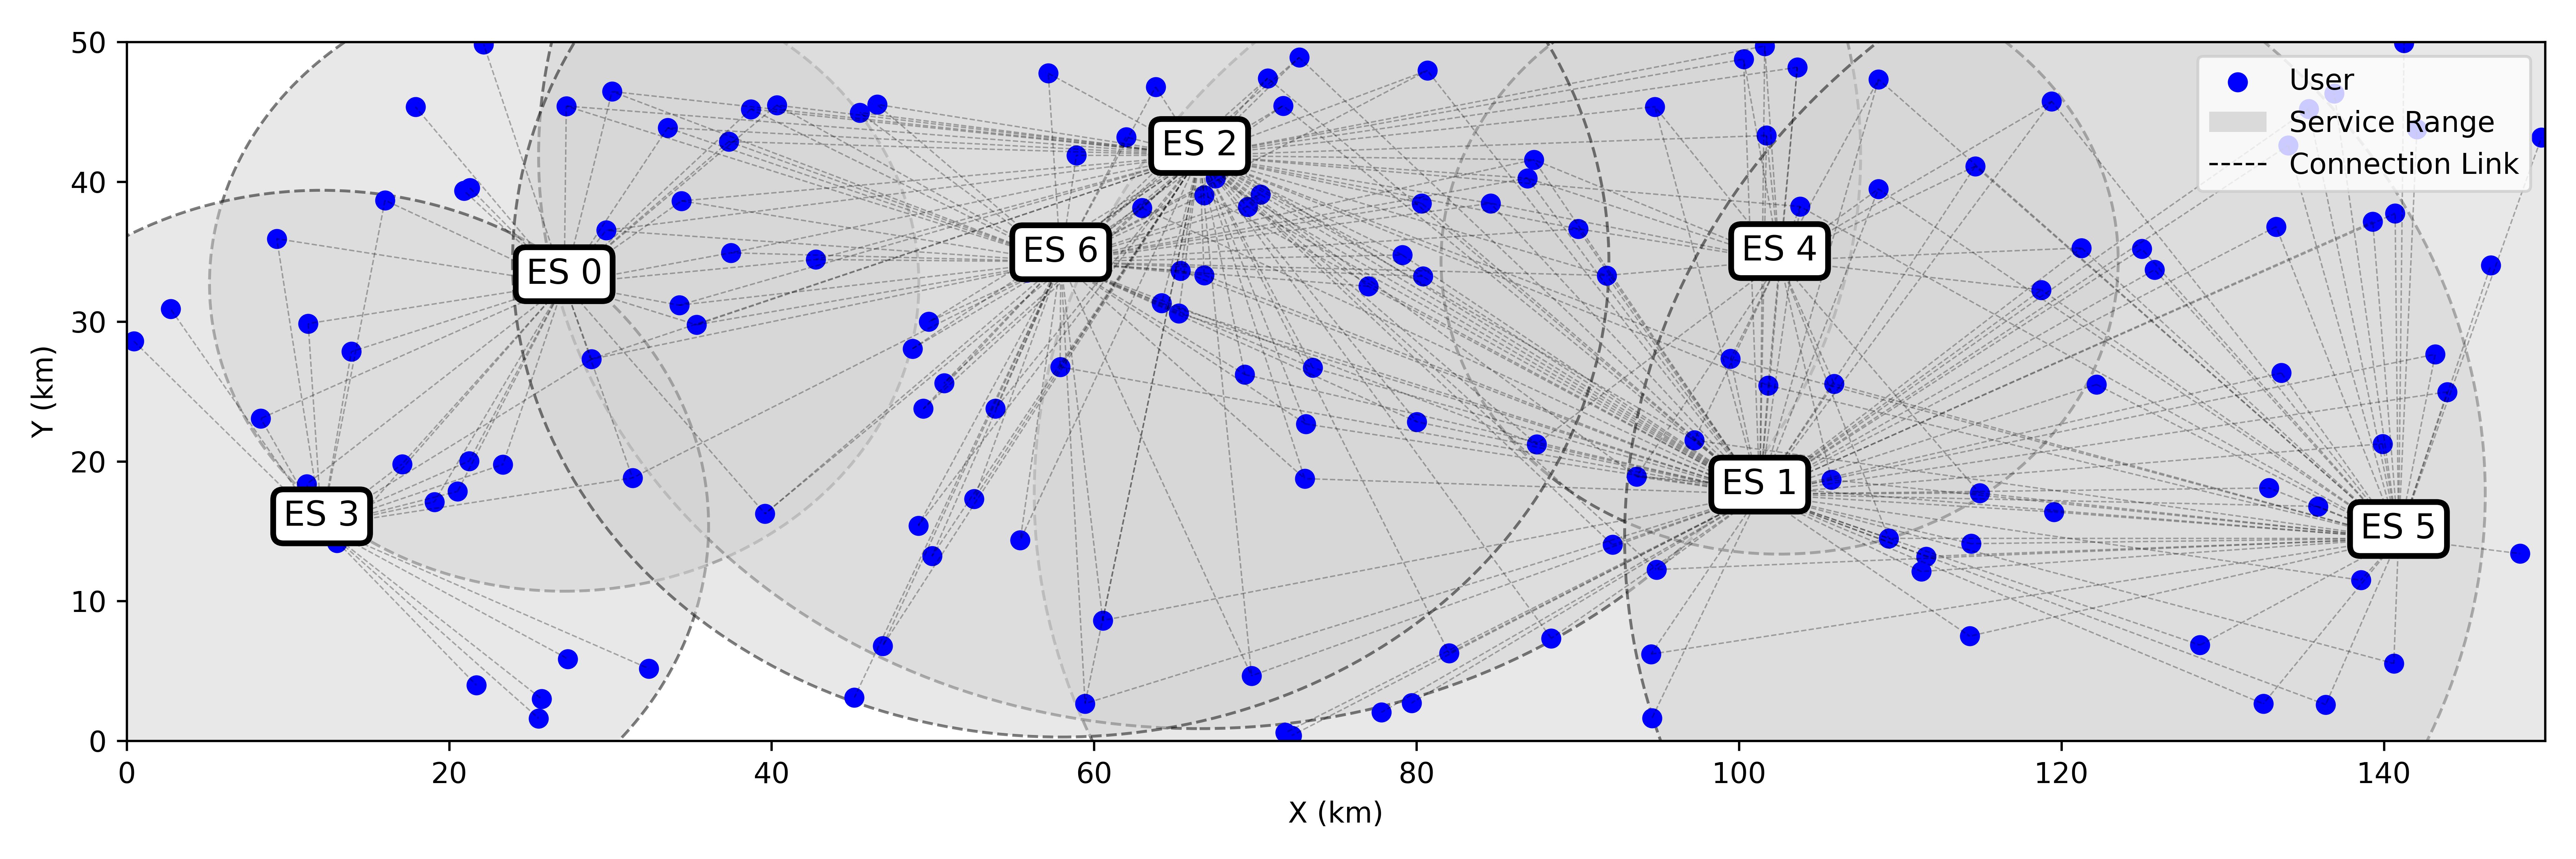 50
40
30
20
10
0
Y (km)
ES 0
ES 3
ES 6
ES 2
ES 4
ES 1
ES 5
User
Service Range
Connection Link
0 20 40 60 80 100 120 140
X (km)